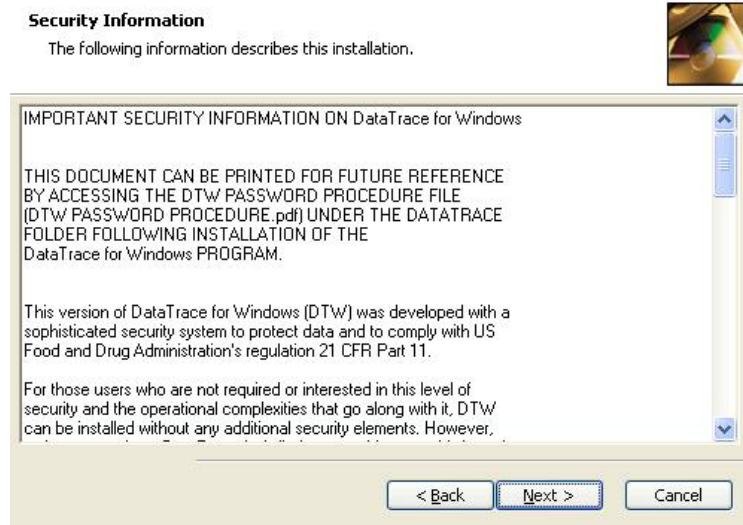 Security Information
The following information describes this installation.
IMPORTANT SECURITY INFORMATION ON DataTrace for Windows
THIS DOCUMENT CAN BE PRINTED FOR FUTURE REFERENCE
BY ACCESSING THE DTW PASSWORD PROCEDURE FILE
(DTW PASSWORD PROCEDURE.pdf) UNDER THE DATATRACE
FOLDER FOLLOWING INSTALLATION OF THE
DataTrace for Windows PROGRAM.
This version of DataTrace for Windows (DTW) was developed with a
sophisticated security system to protect data and to comply with US
Food and Drug Administration's regulation 21 CFR Part 11.
For those users who are not required or interested in this level of
security and the operational complexities that go along with it, DTW
can be installed without any additional security elements. However,
< Back
Next >
Cancel